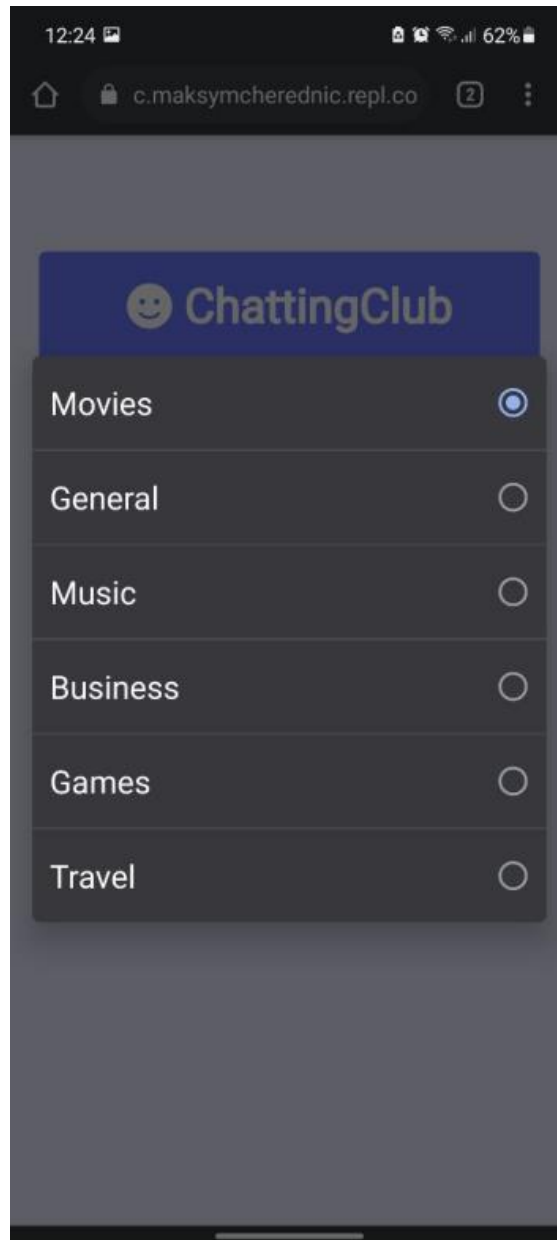 12:24 62%
c.maksymcherednic.repl.co 2
ChattingClub
Movies
General
Music
Business
Games
Travel